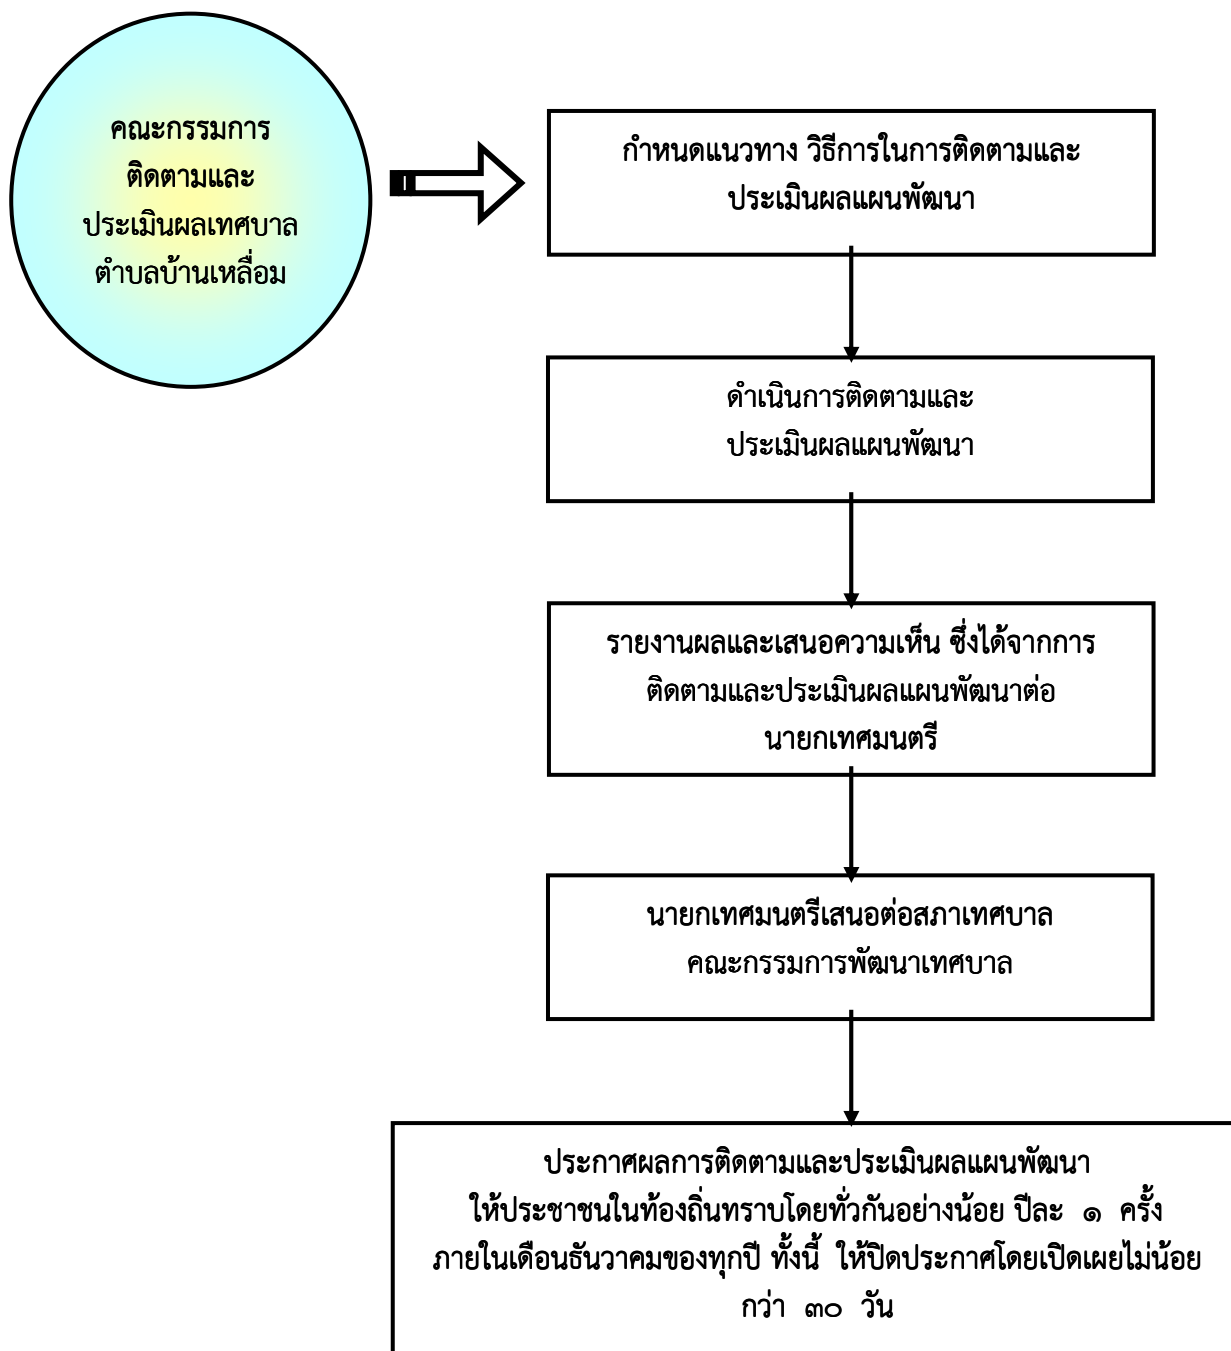 คณะกรรมการ
ติดตามและ
ประเมินผลเทศบาล
ตำบลบ้านเหลื่อม
กำหนดแนวทาง วิธีการในการติดตามและ
ประเมินผลแผนพัฒนา
ดำเนินการติดตามและ
ประเมินผลแผนพัฒนา
รายงานผลและเสนอความเห็น ซึ่งได้จากการ
ติดตามและประเมินผลแผนพัฒนาต่อ
นายกเทศมนตรี
นายกเทศมนตรีเสนอต่อสภาเทศบาล
คณะกรรมการพัฒนาเทศบาล
ประกาศผลการติดตามและประเมินผลแผนพัฒนา
ให้ประชาชนในท้องถิ่นทราบโดยทั่วกันอย่างน้อย ปีละ ๑ ครั้ง
ภายในเดือนธันวาคมของทุกปี ทั้งนี้ ให้ปิดประกาศโดยเปิดเผยไม่น้อย
กว่า ๓๐ วัน